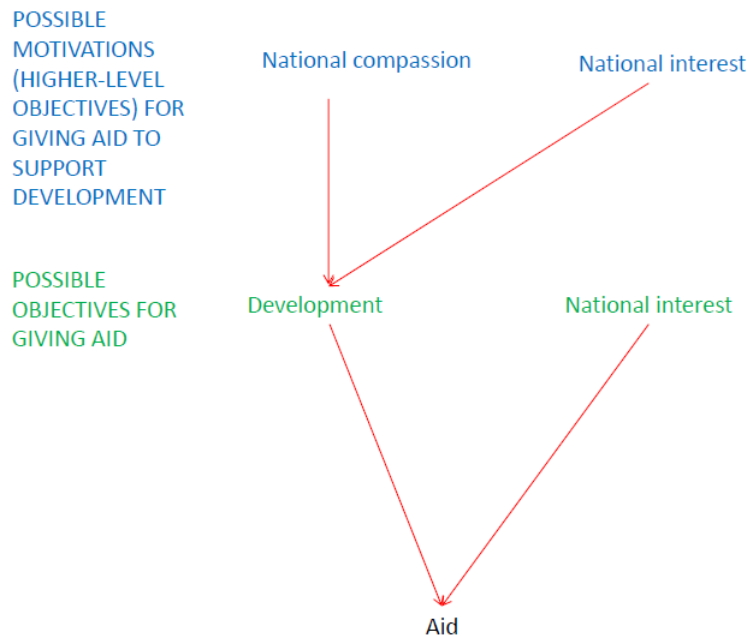 POSSIBLE
MOTIVATIONS
(HIGHER-LEVEL
OBJECTIVES) FOR
GIVING AID TO
SUPPORT
DEVELOPMENT
National compassion
National interest
POSSIBLE
OBJECTIVES FOR
GIVING AID
Development
National interest
Aid